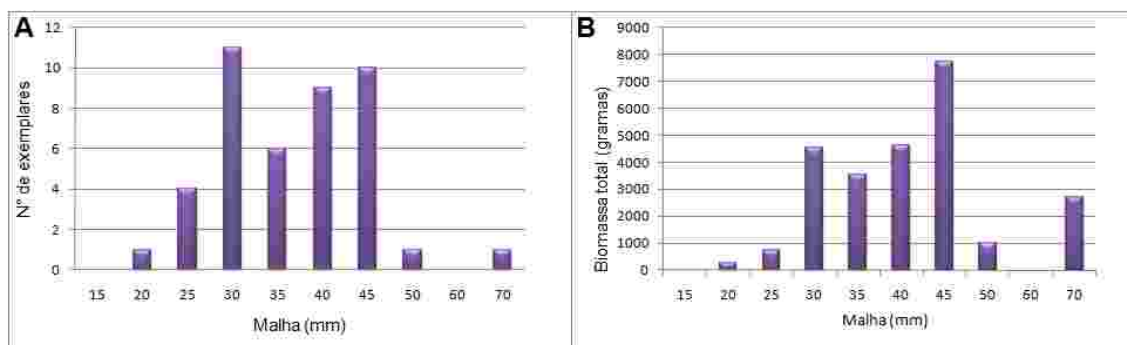 A
12
10
8
6
4
2
0
N° de exemplares
15 20 25 30 35 40 45 50 60 70
Malha (mm)
B
9000
8000
7000
6000
5000
4000
3000
2000
1000
0
Biomassa total (gramas)
15 20 25 30 35 40 45 50 60 70
Malha (mm)